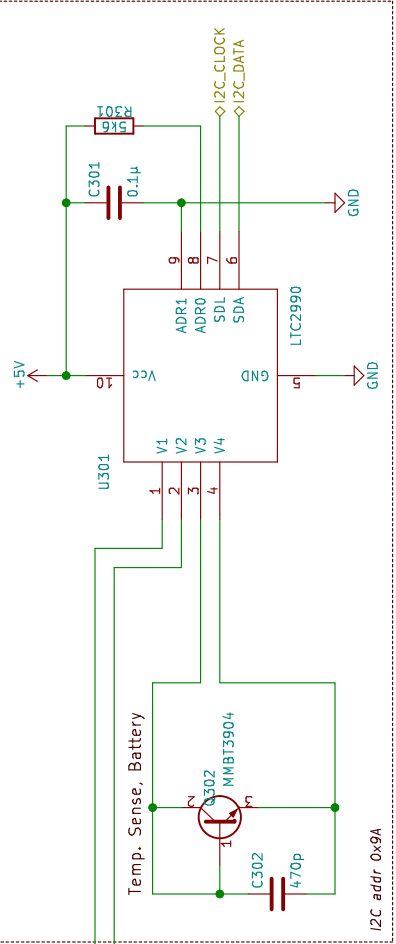 I2C_CLOCK
I2C_DATA
R301
5k6
C301
0.1µ
GND
9
8
7
6
ADR1
ADR0
SDL
SDA
LTC2990
+5V
10
Vcc
GND
5
GND
U301
V1
V2
V3
V4
1
2
3
4
Temp. Sense, Battery
Q302
MMBT3904
2
3
1
C302
470p
I2C addr 0x9A